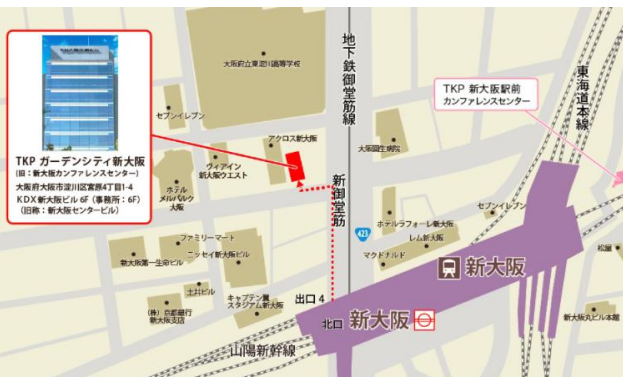 TKP ガーデンシティ新大阪
(旧：新大阪カンファレンスセンター)
大阪府大阪市淀川区宮原4丁目1-4
KDX新大阪ビル 6F (事務所：6F)
(旧称：新大阪センタービル)
大阪府立東淀川高等学校
地下鉄御堂筋線
東海道本線
TKP 新大阪駅前
カンファレンスセンター
セブンイレブン
アクロス新大阪
大阪回生病院
ヴィアイン
新大阪ウエスト
ホテル
メルパルク
大阪
新御堂筋
セブンイレブン
ホテルラフォーレ新大阪
423
レム新大阪
マクドナルド
ファミリーマート
ニッセイ新大阪ビル
新大阪第一生命ビル
松屋
新大阪
土井ビル
キャプテン翼
スタジアム新大阪
出口 4
(株) 京都銀行
新大阪支店
北口
新大阪
新大阪丸ビル本館
山陽新幹線